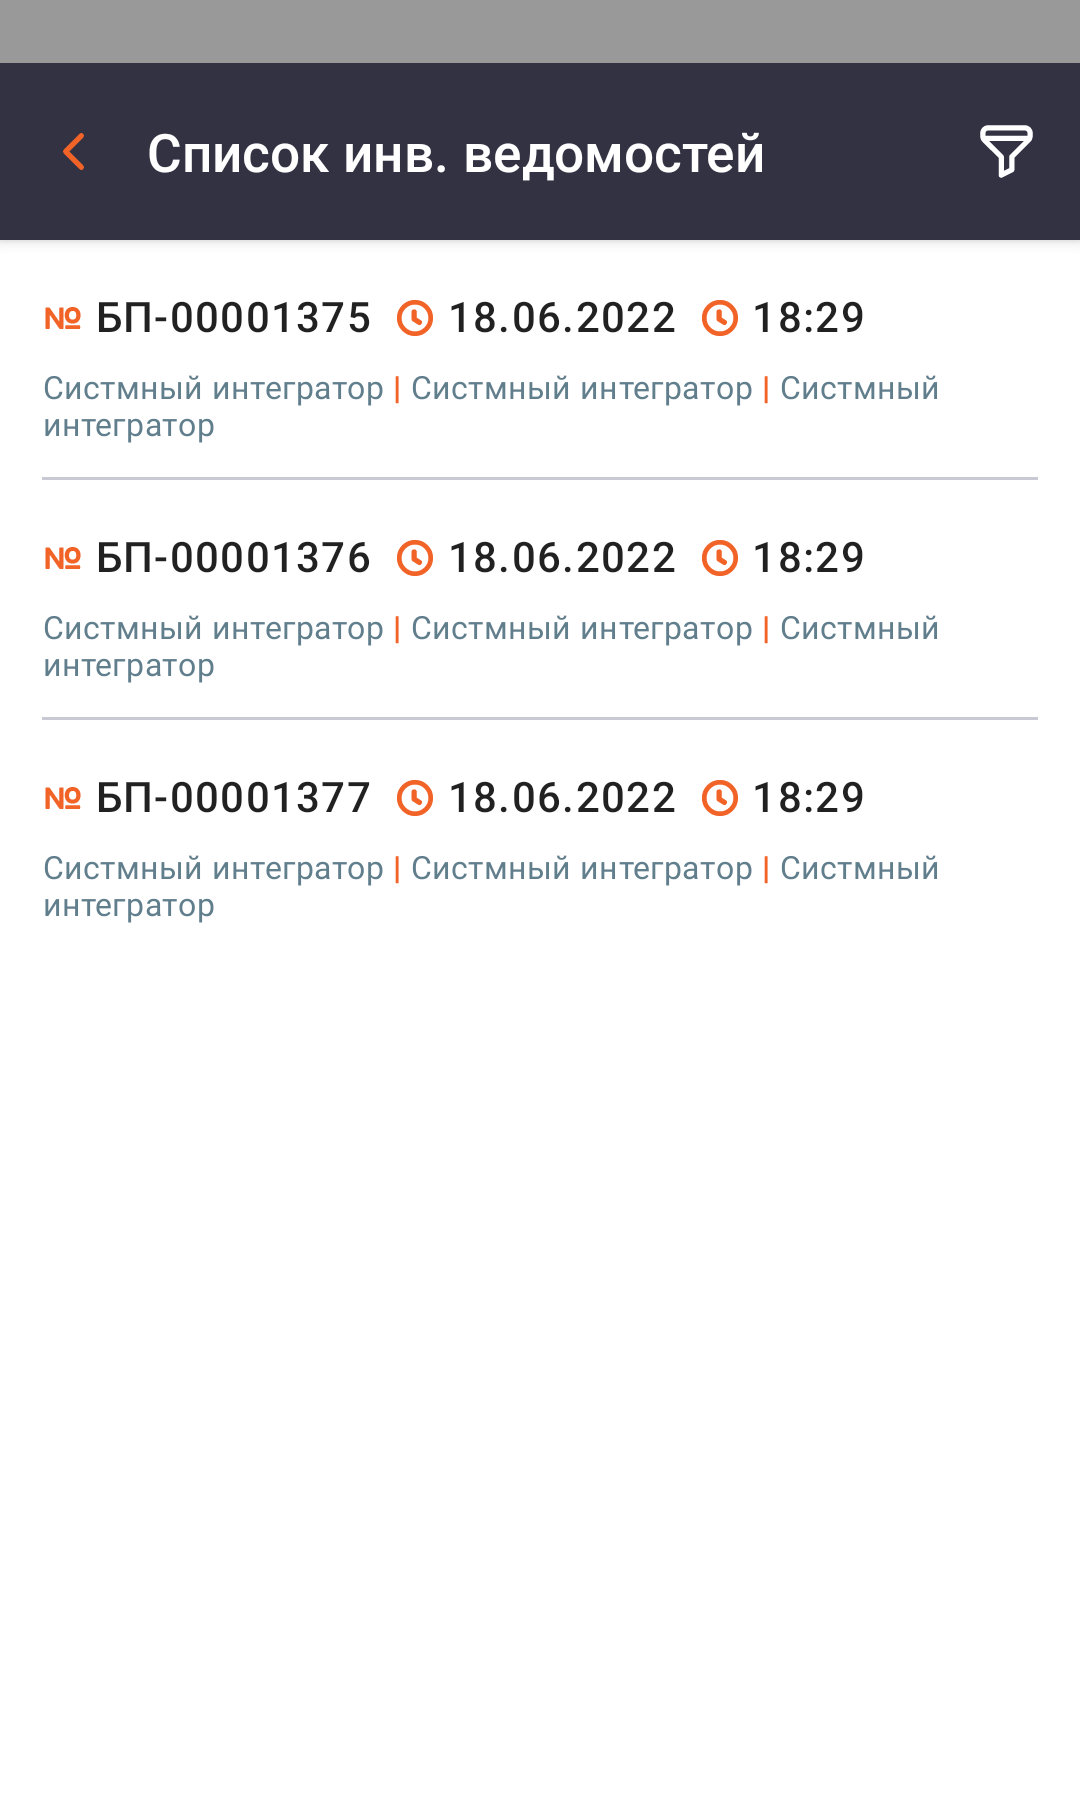 Список инв. ведомостей
№ БП-00001375 18.06.2022 18:29
Систмный интегратор | Систмный интегратор | Систмный
интегратор
№ БП-00001376 18.06.2022 18:29
Систмный интегратор | Систмный интегратор | Систмный
интегратор
№ БП-00001377 18.06.2022 18:29
Систмный интегратор | Систмный интегратор | Систмный
интегратор